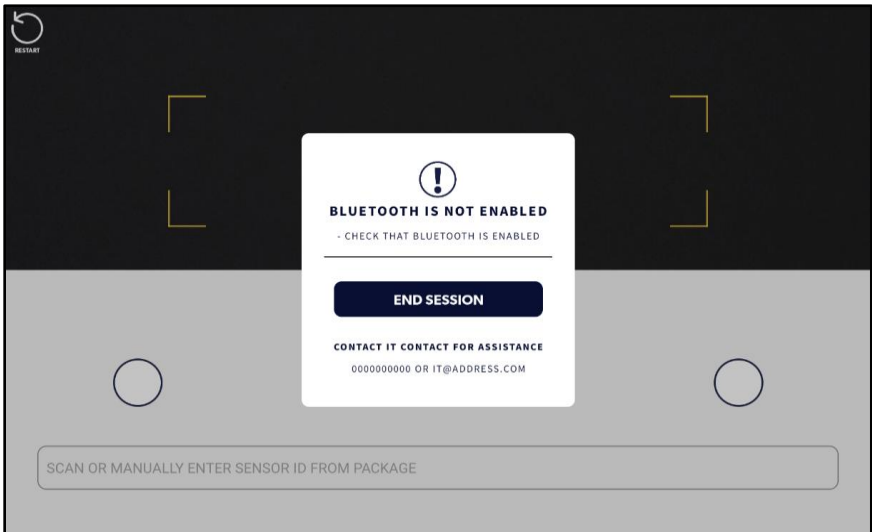 RESTART
BLUETOOTH IS NOT ENABLED
- CHECK THAT BLUETOOTH IS ENABLED
END SESSION
CONTACT IT CONTACT FOR ASSISTANCE
0000000000 OR IT@ADDRESS.COM
SCAN OR MANUALLY ENTER SENSOR ID FROM PACKAGE